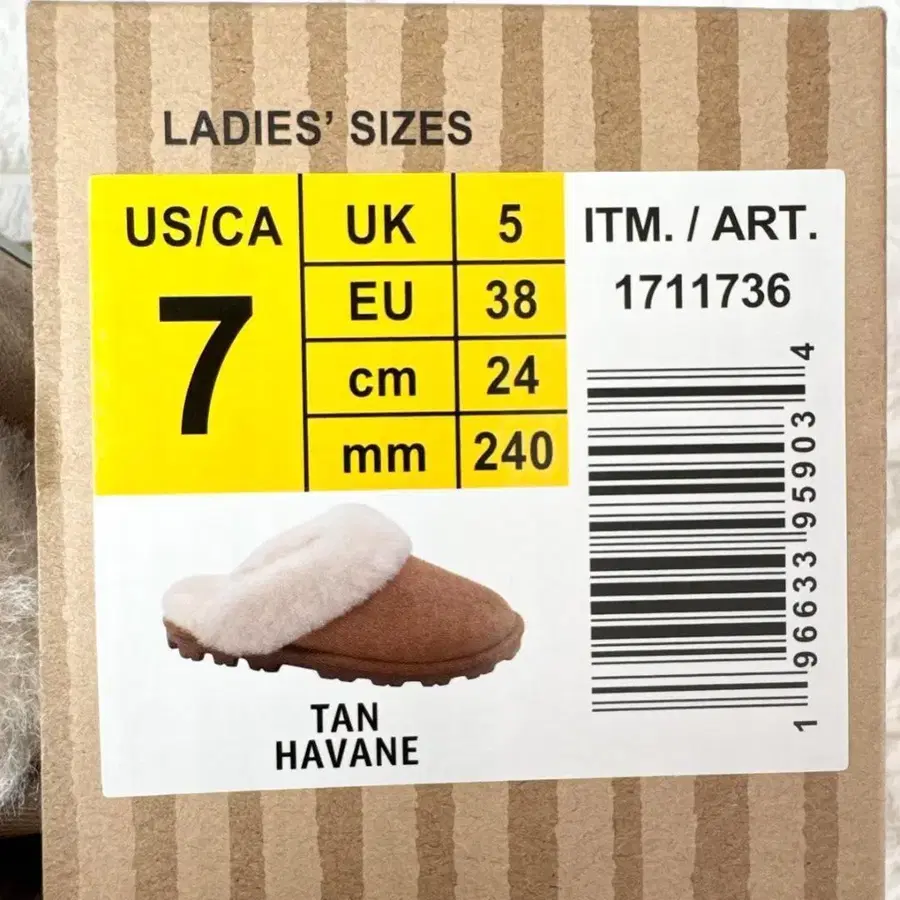 LADIES’ SIZES
US/CA
7
UK 5
EU 38
cm 24
mm 240
ITM. / ART.
1711736
1 96633 95903 4
TAN
HAVANE